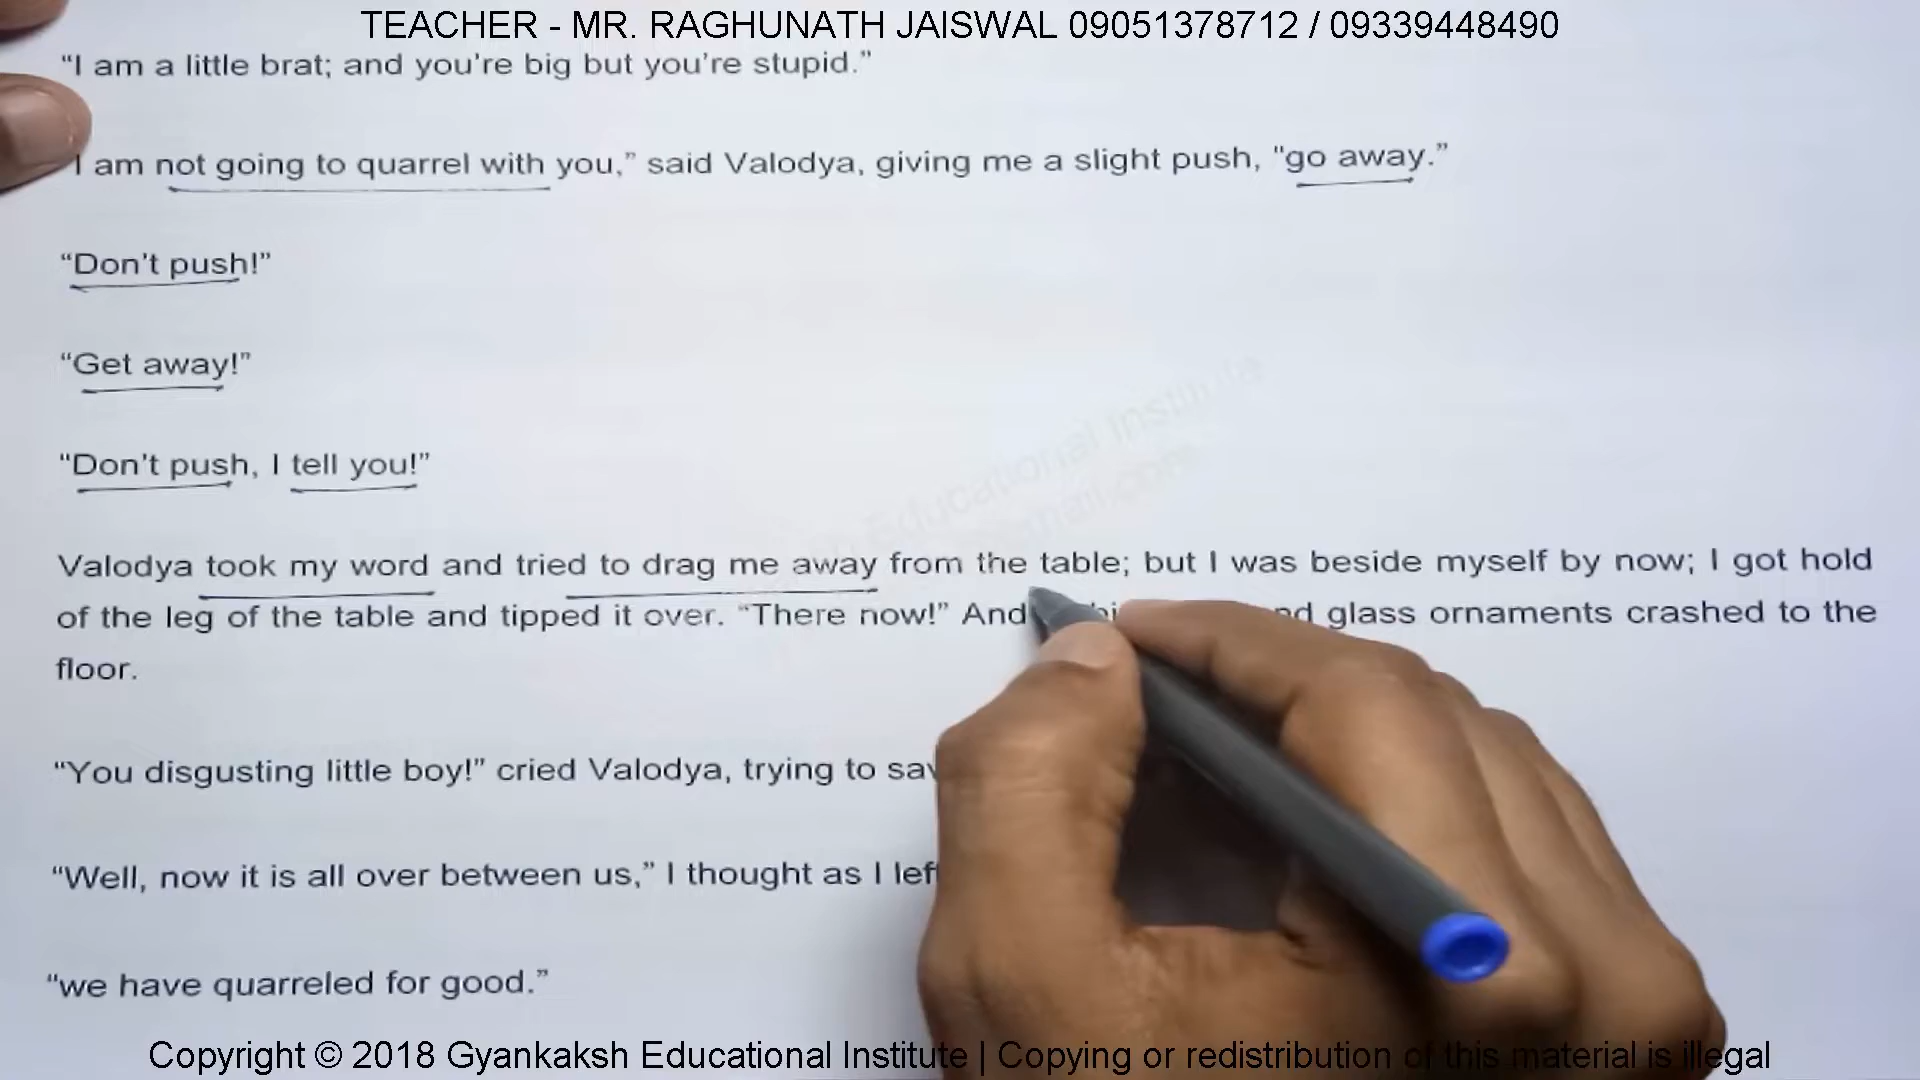 TEACHER - MR. RAGHUNATH JAISWAL 09051378712 / 09339448490
“I am a little brat; and you’re big but you’re stupid.”
I am not going to quarrel with you,” said Valodya, giving me a slight push, "go away.”
“Don’t push!”
“Get away!”
“Don’t push, I tell you!”
Valodya took my word and tried to drag me away from the table; but I was beside myself by now; I got hold
of the leg of the table and tipped it over. “There now!” And glass ornaments crashed to the
floor.
“You disgusting little boy!” cried Valodya, trying to
“Well, now it is all over between us,” I thought as I
“we have quarreled for good.”
Educational Institute
Copyright © 2018 Gyankaksh Educational Institute | Copying or redistribution of this material is illegal